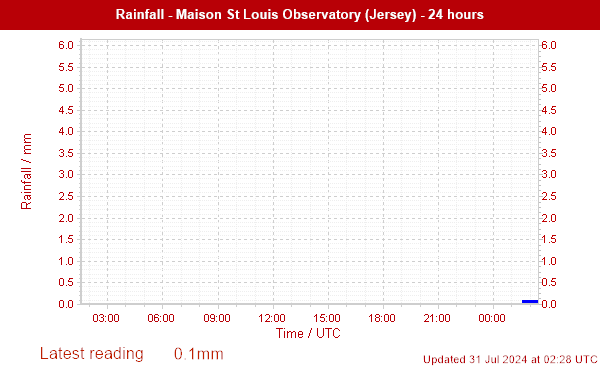 Rainfall - Maison St Louis Observatory (Jersey) - 24 hours
6.0 6.0
5.5 5.5
5.0 5.0
4.5 4.5
4.0 4.0
3.5 3.5
3.0 3.0
2.5 2.5
2.0 2.0
1.5 1.5
1.0 1.0
0.5 0.5
0.0 0.0
Rainfall / mm
03:00 06:00 09:00 12:00 15:00 18:00 21:00 00:00
Time / UTC
Latest reading 0.1mm
Updated 31 Jul 2024 at 02:28 UTC